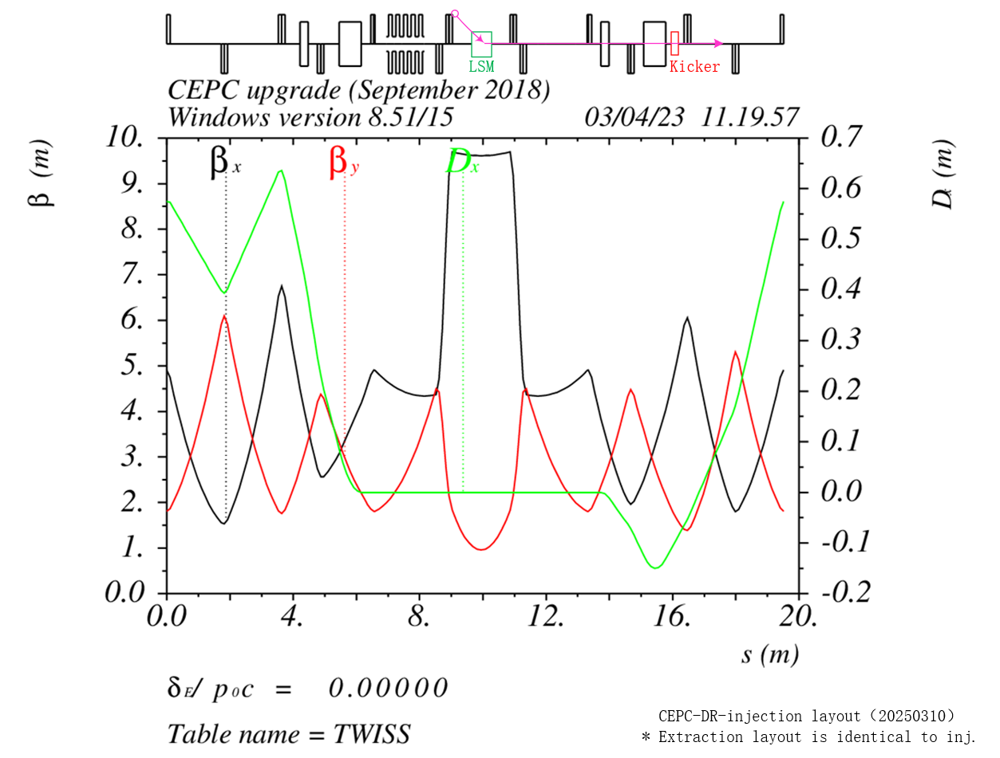 LSM
Kicker
CEPC upgrade (September 2018)
Windows version 8.51/15 03/04/23 11.19.57
β (m)
10.
9.
8.
7.
6.
5.
4.
3.
2.
1.
0.0
βx
βy
Dx
0.7
0.6
0.5
0.4
0.3
0.2
0.1
0.0
-0.1
-0.2
Dx (m)
0.0 4. 8. 12. 16. 20.
s (m)
δE/ p0c = 0.00000
Table name = TWISS
CEPC-DR-injection layout（20250310）
* Extraction layout is identical to inj.